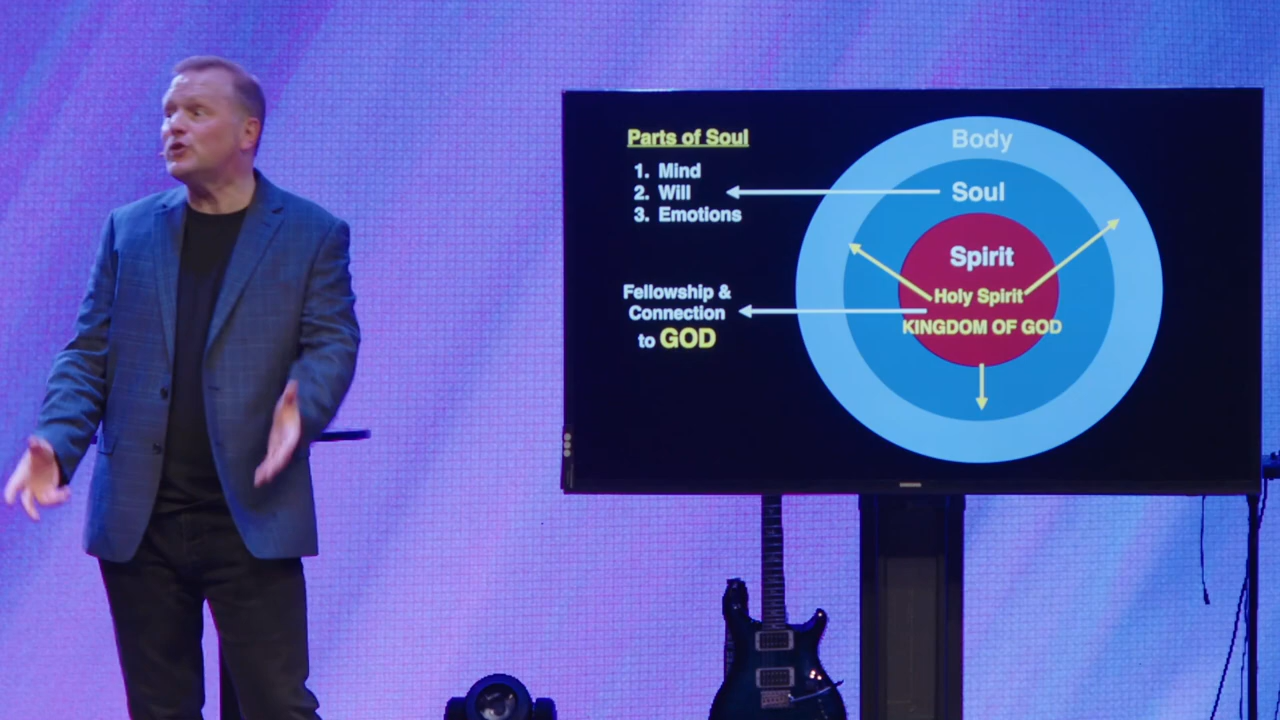 Parts of Soul
1. Mind
2. Will
3. Emotions
Fellowship &
Connection
to GOD
Body
Soul
Spirit
Holy Spirit
KINGDOM OF GOD